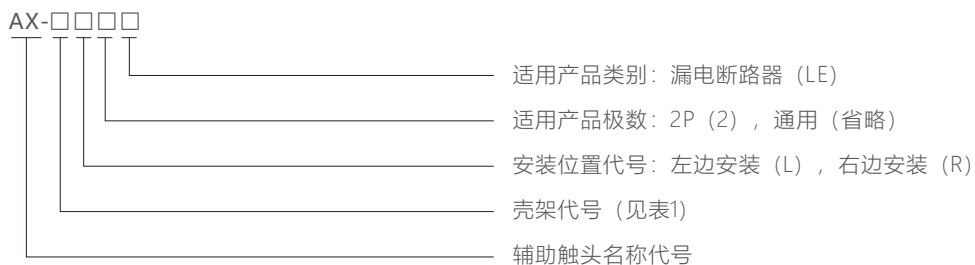 AX-□□□□
适用产品类别：漏电断路器（LE）
适用产品极数：2P（2），通用（省略）
安装位置代号：左边安装（L），右边安装（R）
壳架代号（见表1）
辅助触头名称代号